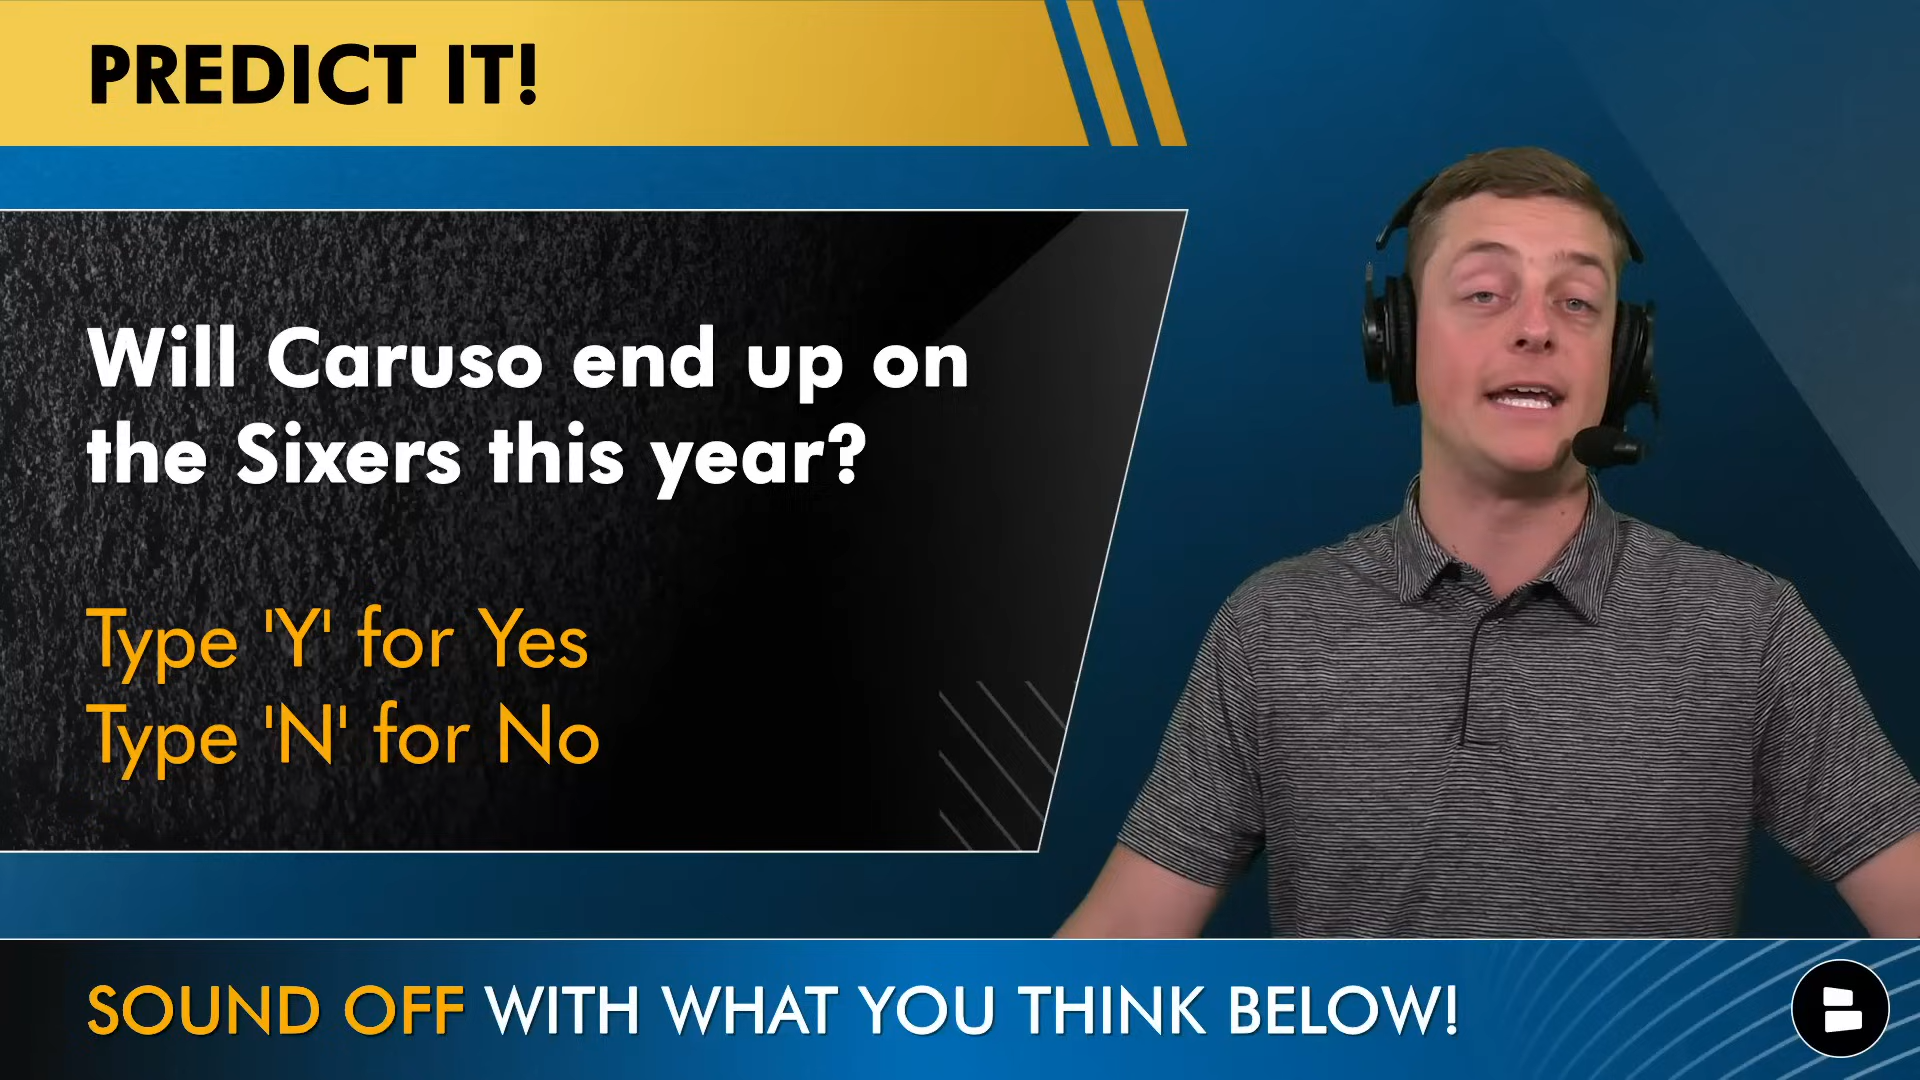 PREDICT IT!
Will Caruso end up on
the Sixers this year?
Type 'Y' for Yes
Type 'N' for No
SOUND OFF WITH WHAT YOU THINK BELOW!